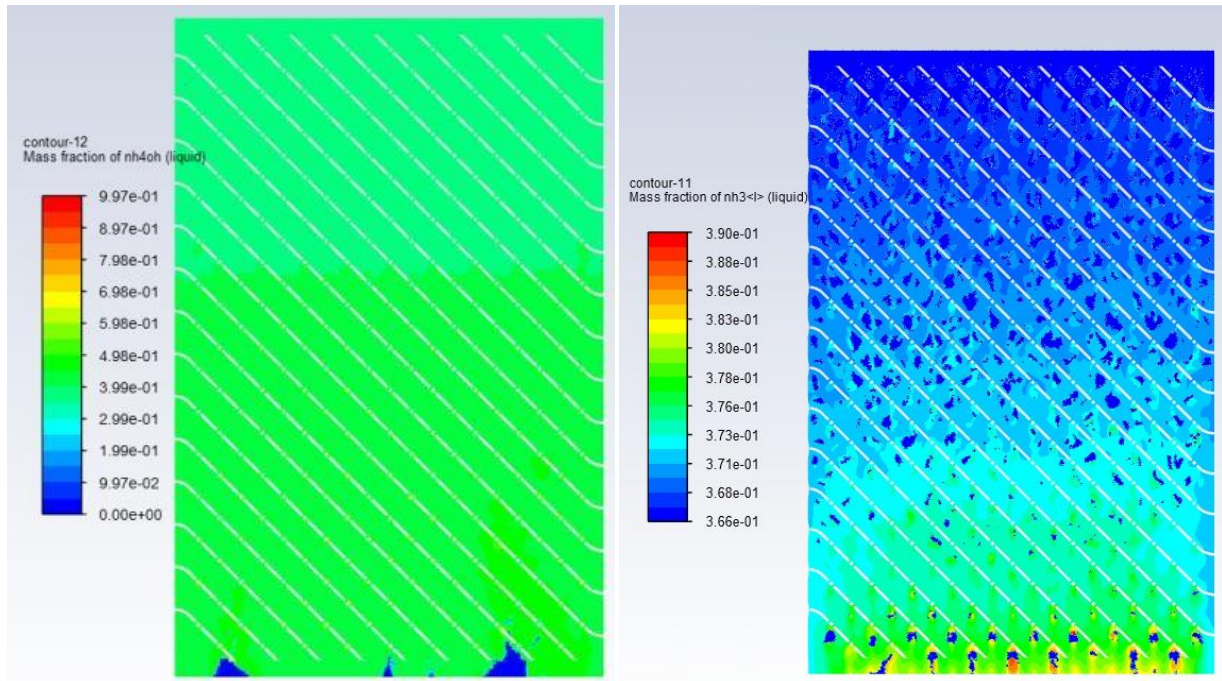 contour-12
Mass fraction of nh4oh (liquid)
9.97e-01
8.97e-01
7.98e-01
6.98e-01
5.98e-01
4.98e-01
3.99e-01
2.99e-01
1.99e-01
9.97e-02
0.00e+00
contour-11
Mass fraction of nh3<l> (liquid)
3.90e-01
3.88e-01
3.85e-01
3.83e-01
3.80e-01
3.78e-01
3.76e-01
3.73e-01
3.71e-01
3.68e-01
3.66e-01